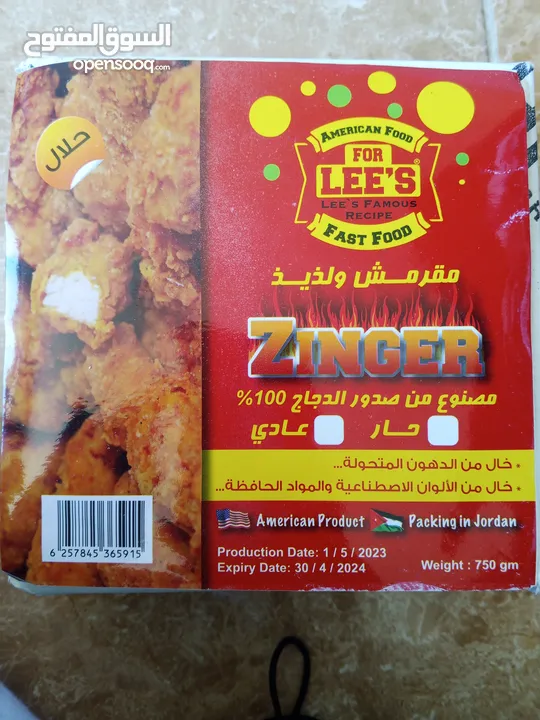 السوق المفتوح
opensooq.com
حلال
AMERICAN FOOD
FOR
LEE'S®
LEE'S FAMOUS
RECIPE
FAST FOOD
مقرمش ولذيذ
ZINGER
مصنوع من صدور الدجاج 100%
حار عادي
• خال من الدهون المتحولة...
• خال من الألوان الاصطناعية والمواد الحافظة...
American Product Packing in Jordan
Production Date: 1 / 5 / 2023
Expiry Date: 30 / 4 / 2024
Weight : 750 gm
6 257845 365915